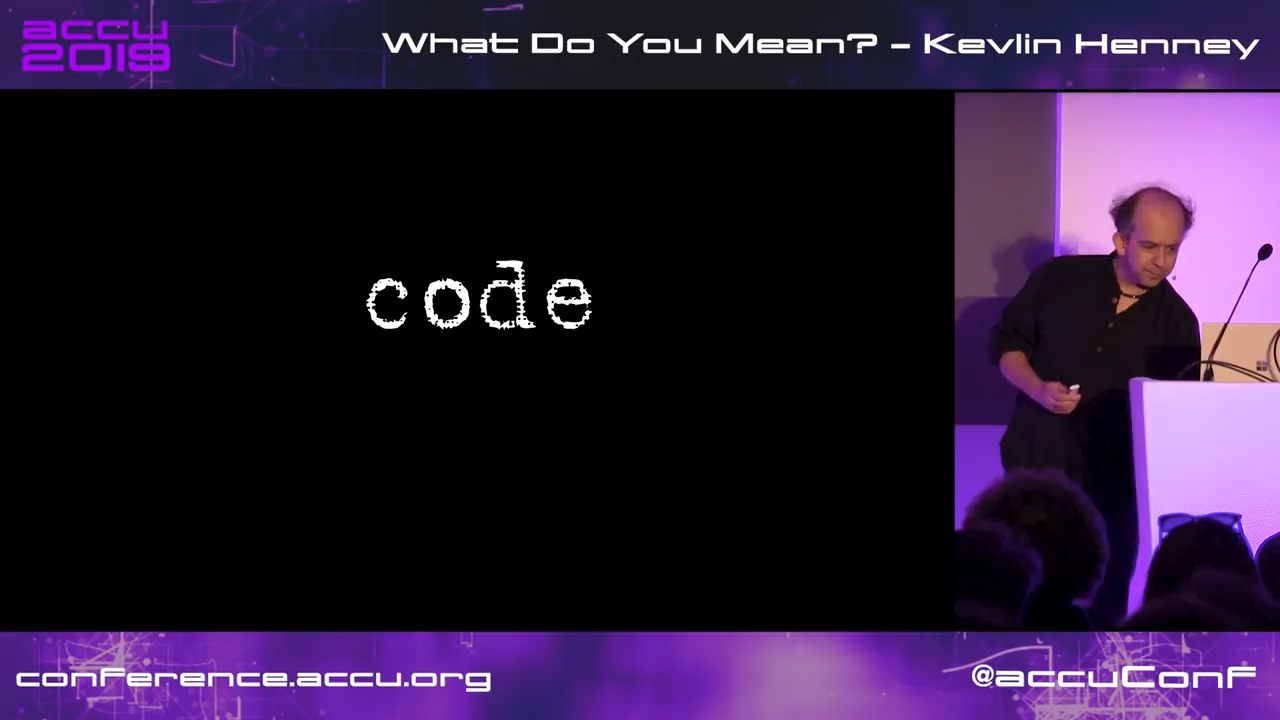 accu
2019
What Do You Mean? – Kevlin Henney
code
conference.accu.org
@accuConf